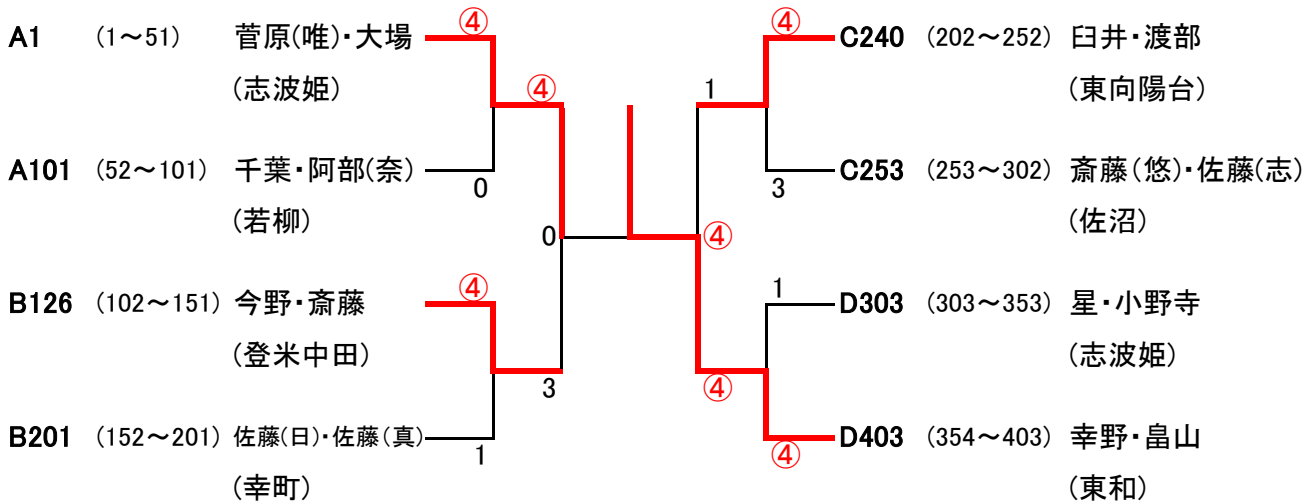 A1 (1～51) 菅原(唯)・大場 ④
(志波姫)
④
A101 (52～101) 千葉・阿部(奈) 0
(若柳)
0
B126 (102～151) 今野・斎藤 ④
(登米中田)
3
B201 (152～201) 佐藤(日)・佐藤(真) 1
(幸町)
④ C240 (202～252) 臼井・渡部
(東向陽台)
1
3 C253 (253～302) 斎藤(悠)・佐藤(志)
(佐沼)
④
1 D303 (303～353) 星・小野寺
(志波姫)
④
④ D403 (354～403) 幸野・畠山
(東和)